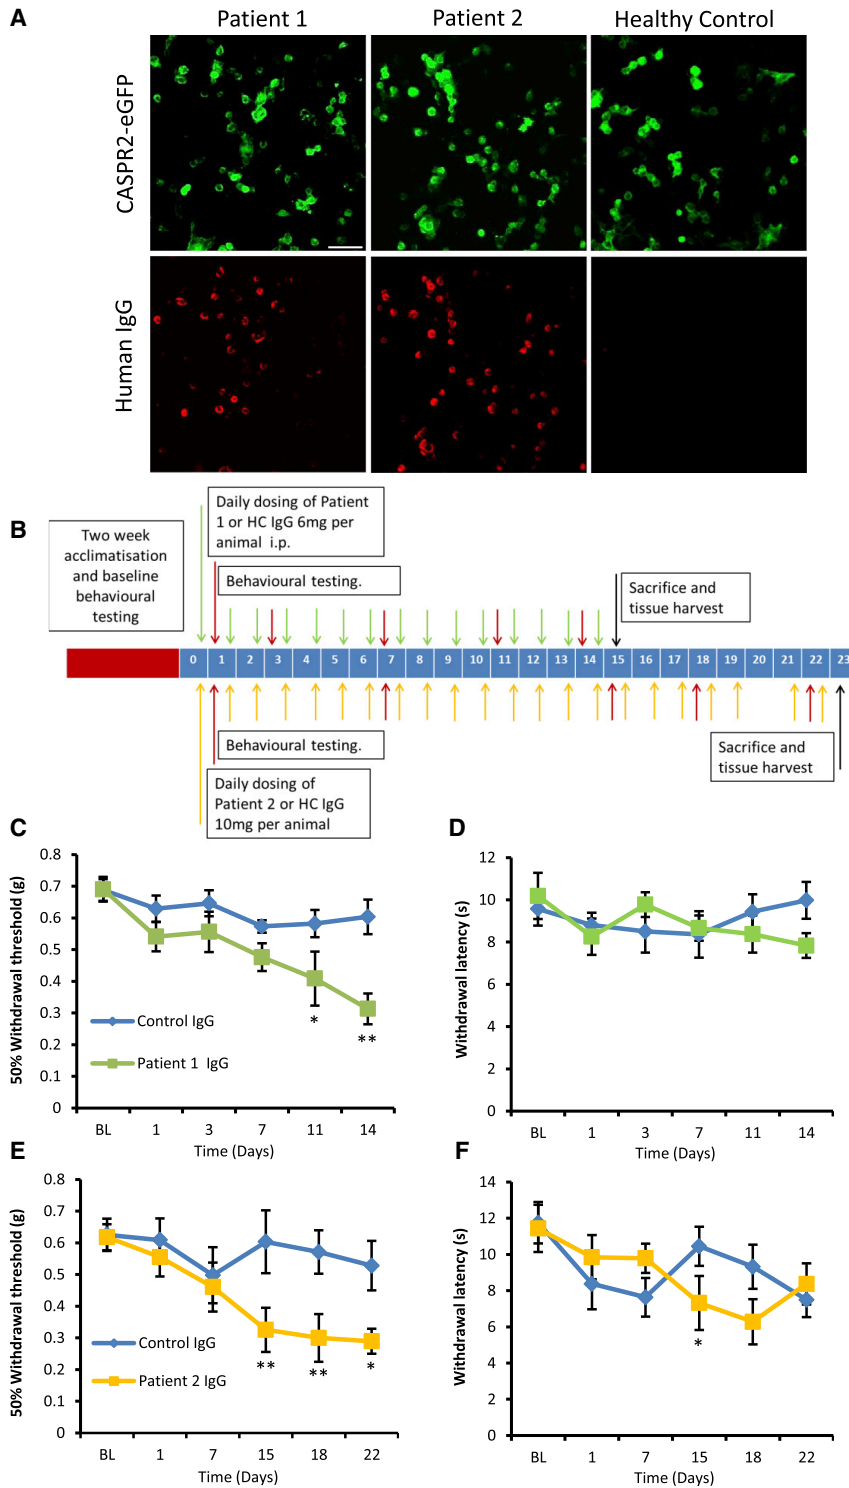 A
Patient 1
Patient 2
Healthy Control
CASPR2-eGFP
Human IgG
B
Two week
acclimatisation
and baseline
behavioural
testing
Daily dosing of Patient
1 or HC IgG 6mg per
animal i.p.
Behavioural testing.
Sacrifice and
tissue harvest
0 1 2 3 4 5 6 7 8 9 10 11 12 13 14 15 16 17 18 19 20 21 22 23
Behavioural testing.
Daily dosing of
Patient 2 or HC IgG
10mg per animal
Sacrifice and
tissue harvest
C
50% Withdrawal threshold (g)
0.8
0.7
0.6
0.5
0.4
0.3
0.2
0.1
0
Control IgG
Patient 1 IgG
*
**
BL 1 3 7 11 14
Time (Days)
D
Withdrawal latency (s)
12
10
8
6
4
2
0
BL 1 3 7 11 14
Time (Days)
E
50% Withdrawal threshold (g)
0.8
0.7
0.6
0.5
0.4
0.3
0.2
0.1
0
Control IgG
Patient 2 IgG
**
**
*
BL 1 7 15 18 22
Time (Days)
F
Withdrawal latency (s)
14
12
10
8
6
4
2
0
*
BL 1 7 15 18 22
Time (Days)